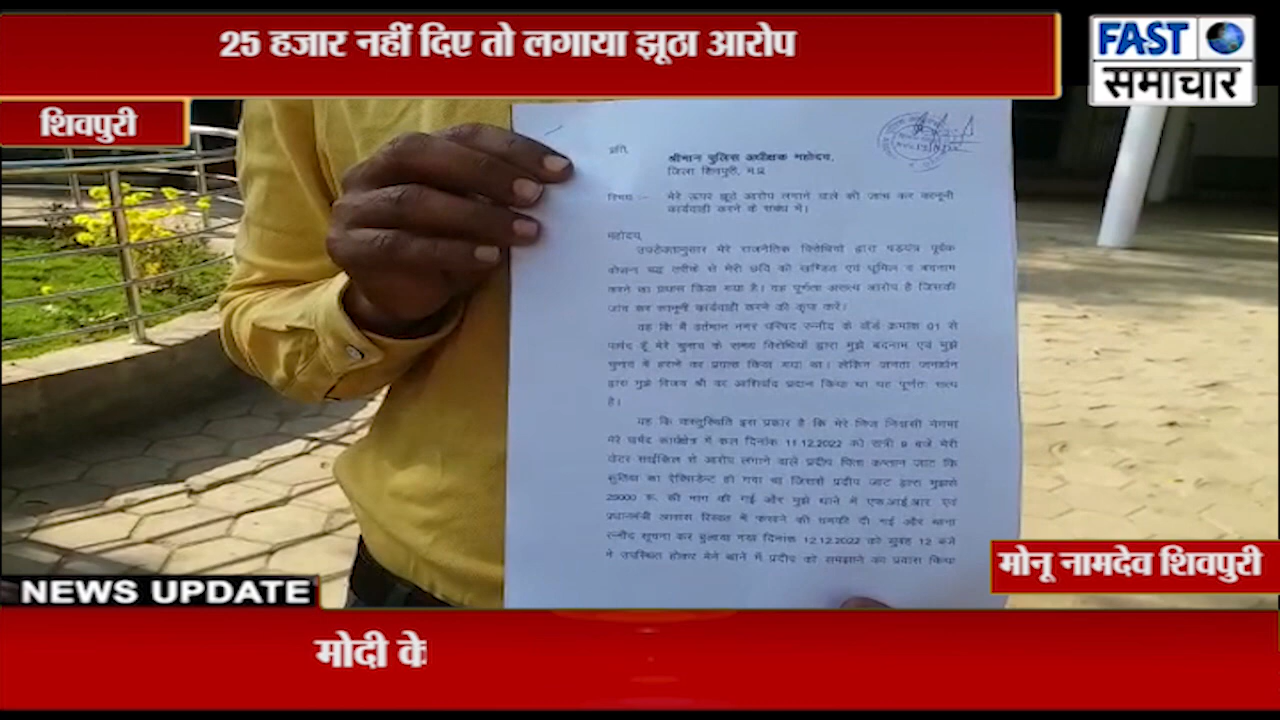 25 हजार नहीं दिए तो लगाया झूठा आरोप
FAST
समाचार
शिवपुरी
प्रति,
श्रीमान पुलिस अधीक्षक महोदय,
जिला शिवपुरी, म.प्र.
विषय :- मेरे ऊपर झूठे आरोप लगाने वाले की जांच कर कानूनी
कार्यवाही करने के संबंध में।
महोदय,
उपरोक्तानुसार मेरे राजनैतिक विरोधियों द्वारा षडयंत्र पूर्वक
तरीके से मेरी छवि को खण्डित एवं धूमिल व बदनाम
करने का प्रयास किया गया है। यह पूर्णतः असत्य आरोप है जिसकी
जांच कर कानूनी कार्यवाही करने की कृपा करें।
यह कि मैं वर्तमान नगर परिषद रन्नौद के वॉर्ड क्रमांक 01 से
पार्षद हूँ मेरे चुनाव के समय विरोधियों द्वारा मुझे बदनाम एवं मुझे
चुनाव में हराने का प्रयास किया गया था। लेकिन जनता जनार्दन
द्वारा मुझे विजय श्री का आशिर्वाद प्रदान किया था यह पूर्णतः सत्य
है।
यह कि वस्तुस्थिति इस प्रकार है कि मेरे निज निवासी
मेरे पार्षद कार्यक्षेत्र में कल दिनांक 11.12.2022 को रात्री 9 बजे मेरी
मोटर साईकिल से आरोप लगाने वाले प्रदीप पिता कप्तान जाट कि
कुतिया का ऐक्सिडेन्ट हो गया था जिससे प्रदीप जाट द्वारा मुझसे
25000 रू. की मांग की गई और मुझे थाने में एफ.आई.आर एवं
प्रधानमंत्री आवास रिश्वत में फसाने की धमकी दी गई और थाना
रन्नौद सूचना कर बुलाया गया दिनांक 12.12.2022 को सुबह 12 बजे
में उपस्थित होकर मेने थाने में प्रदीप को समझाने का प्रयास किया
मोनू नामदेव शिवपुरी
NEWS UPDATE
मोदी के